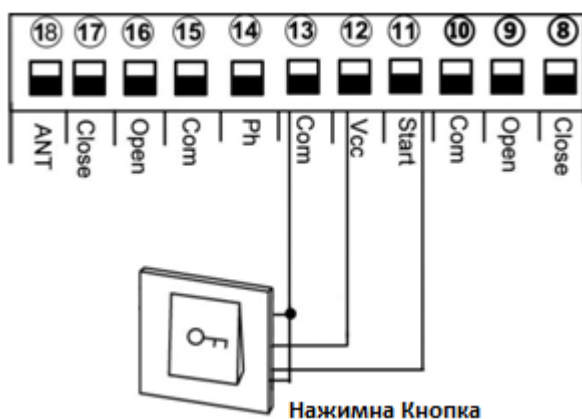 18 17 16 15 14 13 12 11 10 9 8
ANT Close Open Com Ph Com Vcc Start Com Open Close
Нажимна Кнопка